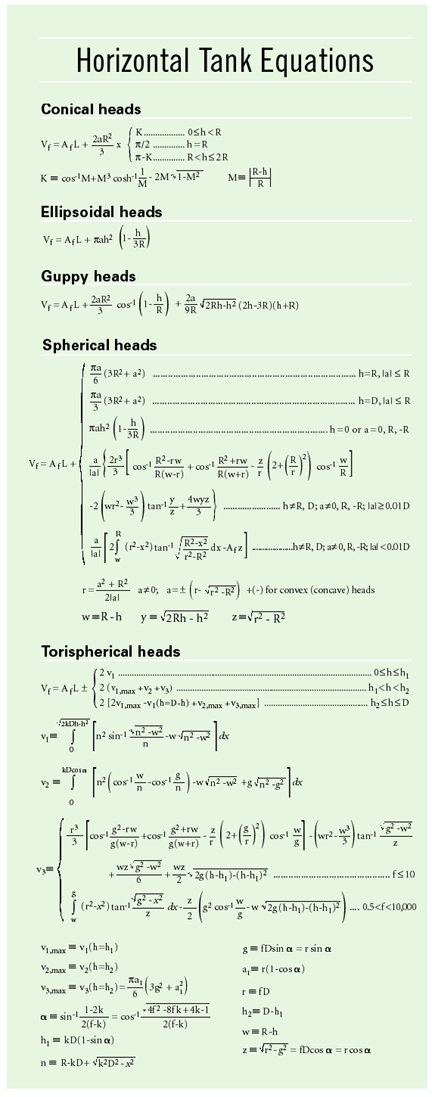 Horizontal Tank Equations
Conical heads
V_f = A_f L + 2aR²/3 x { K ................. 0≤h<R
π/2 ............. h=R
π-K ............. R<h≤2R
K ≡ cos⁻¹M+M³ cosh⁻¹ 1/M - 2M √1-M² M≡ |R-h/R|
Ellipsoidal heads
V_f = A_f L + πah² (1- h/3R)
Guppy heads
V_f = A_f L + 2aR²/3 cos⁻¹ (1- h/R) + 2a/9R √2Rh-h² (2h-3R)(h+R)
Spherical heads
V_f = A_f L + { πa/6 (3R²+ a²) ................ h=R, |a| ≤ R
πa/3 (3R²+ a²) ................ h=D, |a| ≤ R
πah² (1- h/3R) ................ h=0 or a=0, R, -R
a/|a| { 2r³/3 [ cos⁻¹ R²-rw/R(w-r) + cos⁻¹ R²+rw/R(w+r) - z/r (2+(R/r)²) cos⁻¹ w/R ]
-2 (wr²- w³/3) tan⁻¹ y/z + 4wyz/3 } ................ h≠R, D; a≠0, R, -R; |a|≥0.01D
a/|a| [ 2 ∫_w^R (r²-x²) tan⁻¹ √R²-x²/r²-R² dx -A_f z ] ................h≠R, D; a≠0, R, -R; |a| <0.01D
r = a² + R²/2|a| a≠0; a=± (r- √r² -R²) +(-) for convex (concave) heads
w≡R-h y≡ √2Rh - h² z≡√r² - R²
Torispherical heads
V_f = A_f L ± { 2 v₁ ................ 0≤h≤h₁
2 (v₁,max +v₂ +v₃) ................ h₁<h<h₂
2 [2v₁,max -v₁(h=D-h) +v₂,max +v₃,max] ................ h₂≤h≤D
v₁≡ ∫_0^√2kDh-h² [ n² sin⁻¹ √n² -w²/n -w √n² -w² ] dx
v₂ ≡ ∫_0^kDcosα [ n² (cos⁻¹ w/n -cos⁻¹ g/n) -w √n² -w² +g √n² -g² ] dx
v₃≡ { r³/3 [ cos⁻¹ g²-rw/g(w-r) +cos⁻¹ g²+rw/g(w+r) - z/r (2+(g/r)²) cos⁻¹ w/g ] -(wr²- w³/3) tan⁻¹ √g² -w²/z
+ wz√g² -w²/6 + wz/2 √2g(h-h₁)-(h-h₁)² ................ f≤10
∫_w^g (r²-x²) tan⁻¹ √g² - x²/z dx - z/2 (g² cos⁻¹ w/g -w √2g(h-h₁)-(h-h₁)²) .... 0.5<f<10,000
v₁,max ≡ v₁(h=h₁)
v₂,max ≡ v₂(h=h₂)
v₃,max ≡ v₃(h=h₂)= πa₁/6 (3g² + a₁²)
α ≡ sin⁻¹ 1-2k/2(f-k) = cos⁻¹ √4f² -8fk+4k-1/2(f-k)
h₁ ≡ kD(1-sin α)
n ≡ R-kD+ √k²D² -x²
g ≡ fDsin α = r sin α
a₁≡ r(1-cos α)
r ≡ fD
h₂≡ D-h₁
w ≡ R-h
z ≡ √r² -g² = fDcos α = r cos α